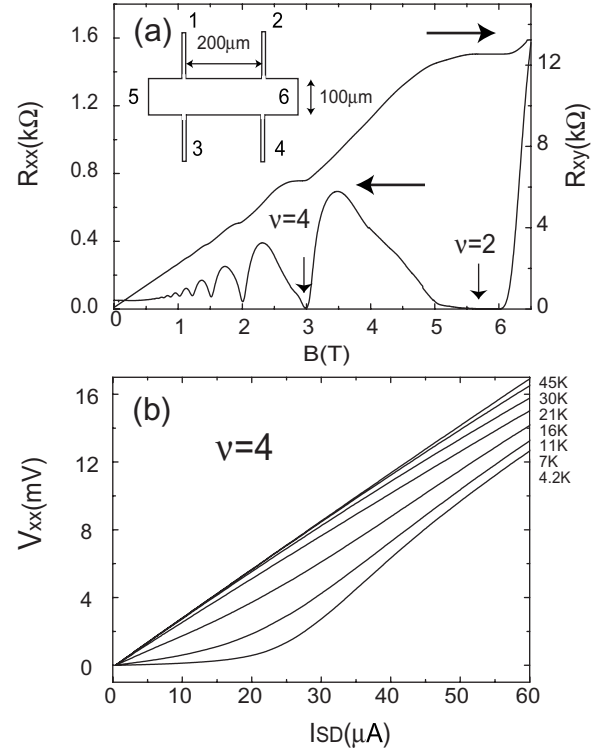 (a)
1 2
200μm
5 6 100μm
3 4
ν=4
ν=2
Rxx(kΩ)
1.6
1.2
0.8
0.4
0.0
Rxy(kΩ)
12
8
4
0
0 1 2 3 4 5 6
B(T)
(b)
ν=4
Vxx(mV)
16
12
8
4
0
45K
30K
21K
16K
11K
7K
4.2K
0 10 20 30 40 50 60
ISD(μA)